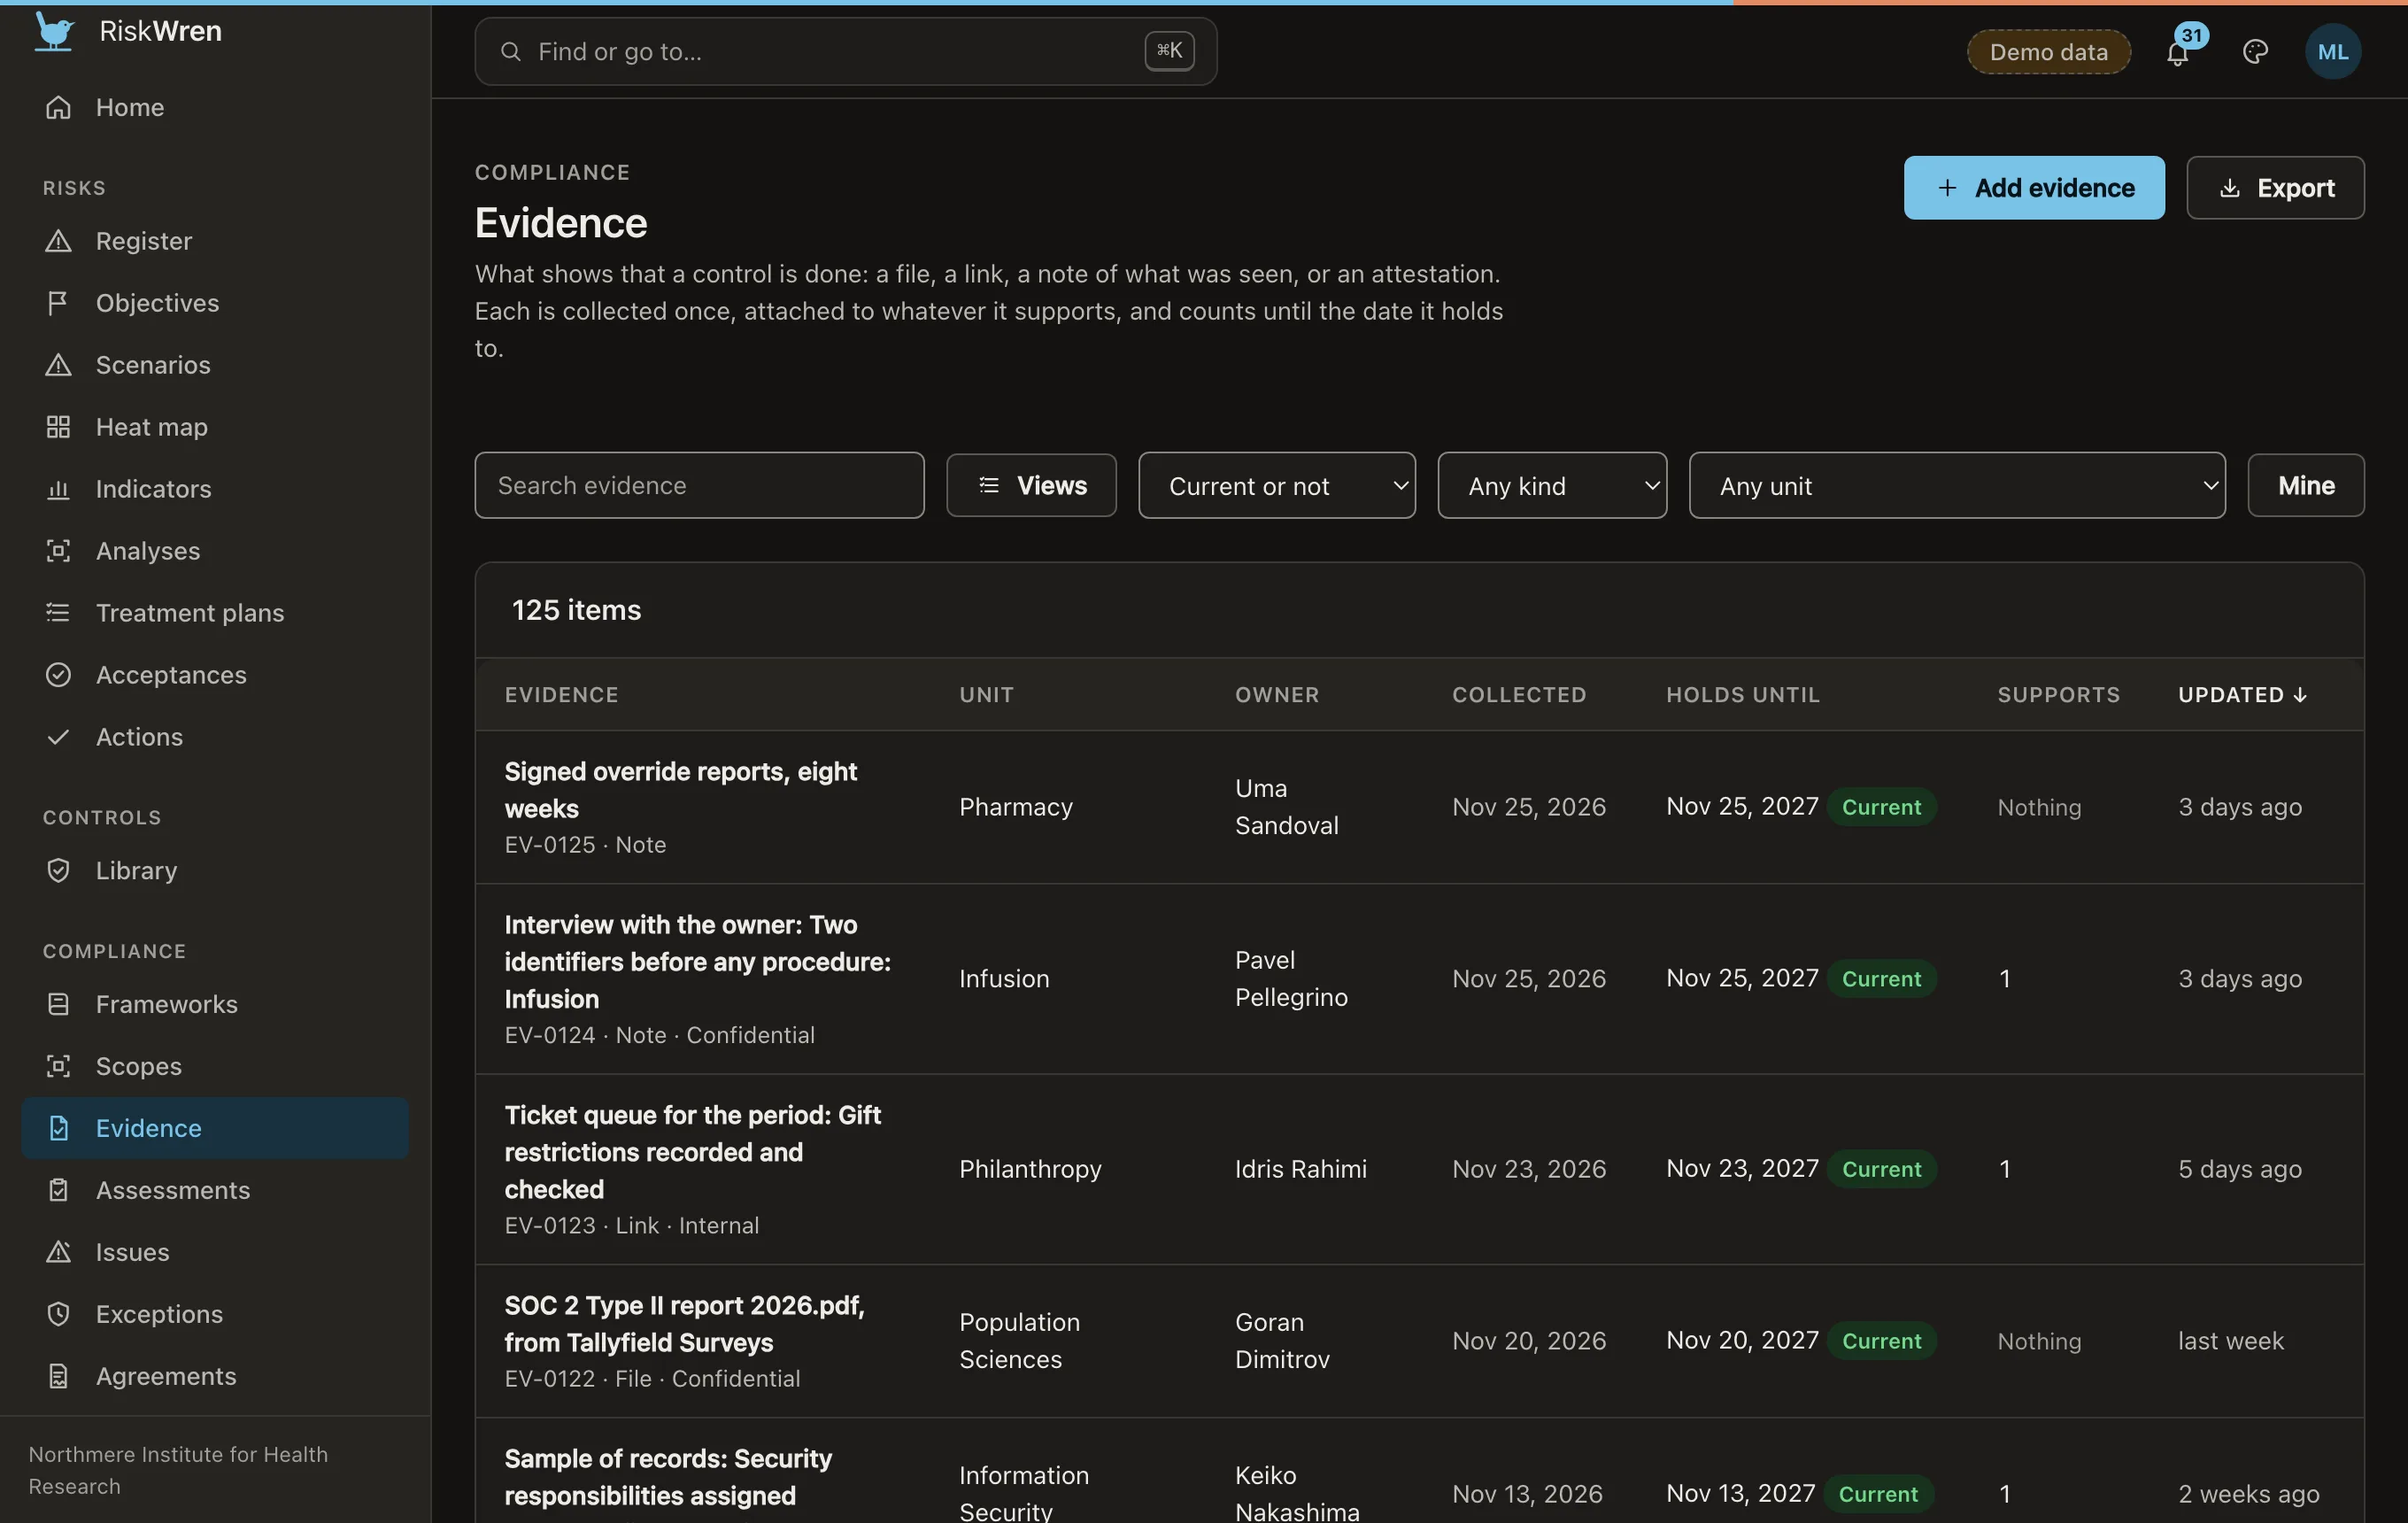 RiskWren
Find or go to...
⌘K
Demo data
31
ML
Home
RISKS
Register
Objectives
Scenarios
Heat map
Indicators
Analyses
Treatment plans
Acceptances
Actions
CONTROLS
Library
COMPLIANCE
Frameworks
Scopes
Evidence
Assessments
Issues
Exceptions
Agreements
Northmere Institute for Health
Research
COMPLIANCE
Evidence
What shows that a control is done: a file, a link, a note of what was seen, or an attestation.
Each is collected once, attached to whatever it supports, and counts until the date it holds
to.
+ Add evidence
Export
Search evidence
Views
Current or not
Any kind
Any unit
Mine
125 items
EVIDENCE UNIT OWNER COLLECTED HOLDS UNTIL SUPPORTS UPDATED ↓
Signed override reports, eight
weeks
EV-0125 · Note
Pharmacy
Uma
Sandoval
Nov 25, 2026
Nov 25, 2027 Current
Nothing
3 days ago
Interview with the owner: Two
identifiers before any procedure:
Infusion
EV-0124 · Note · Confidential
Infusion
Pavel
Pellegrino
Nov 25, 2026
Nov 25, 2027 Current
1
3 days ago
Ticket queue for the period: Gift
restrictions recorded and
checked
EV-0123 · Link · Internal
Philanthropy
Idris Rahimi
Nov 23, 2026
Nov 23, 2027 Current
1
5 days ago
SOC 2 Type II report 2026.pdf,
from Tallyfield Surveys
EV-0122 · File · Confidential
Population
Sciences
Goran
Dimitrov
Nov 20, 2026
Nov 20, 2027 Current
Nothing
last week
Sample of records: Security
responsibilities assigned
Information
Security
Keiko
Nakashima
Nov 13, 2026
Nov 13, 2027 Current
1
2 weeks ago